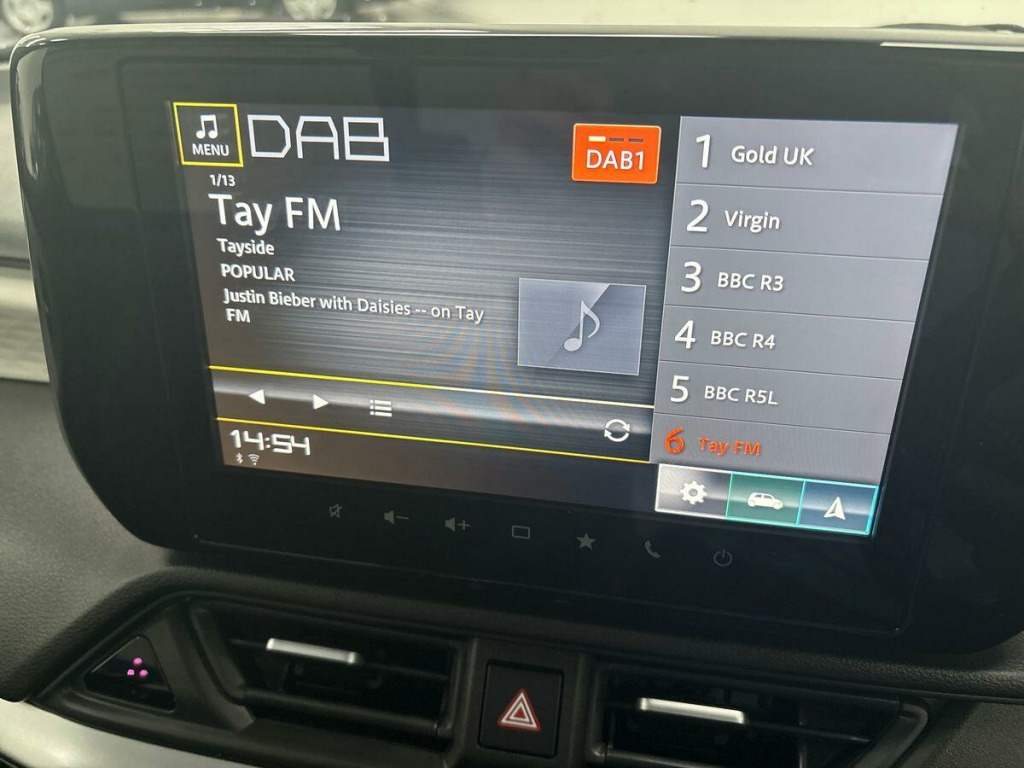 MENU
DAB
DAB1
1/13
Tay FM
Tayside
POPULAR
Justin Bieber with Daisies -- on Tay
FM
14:54
1 Gold UK
2 Virgin
3 BBC R3
4 BBC R4
5 BBC R5L
6 Tay FM